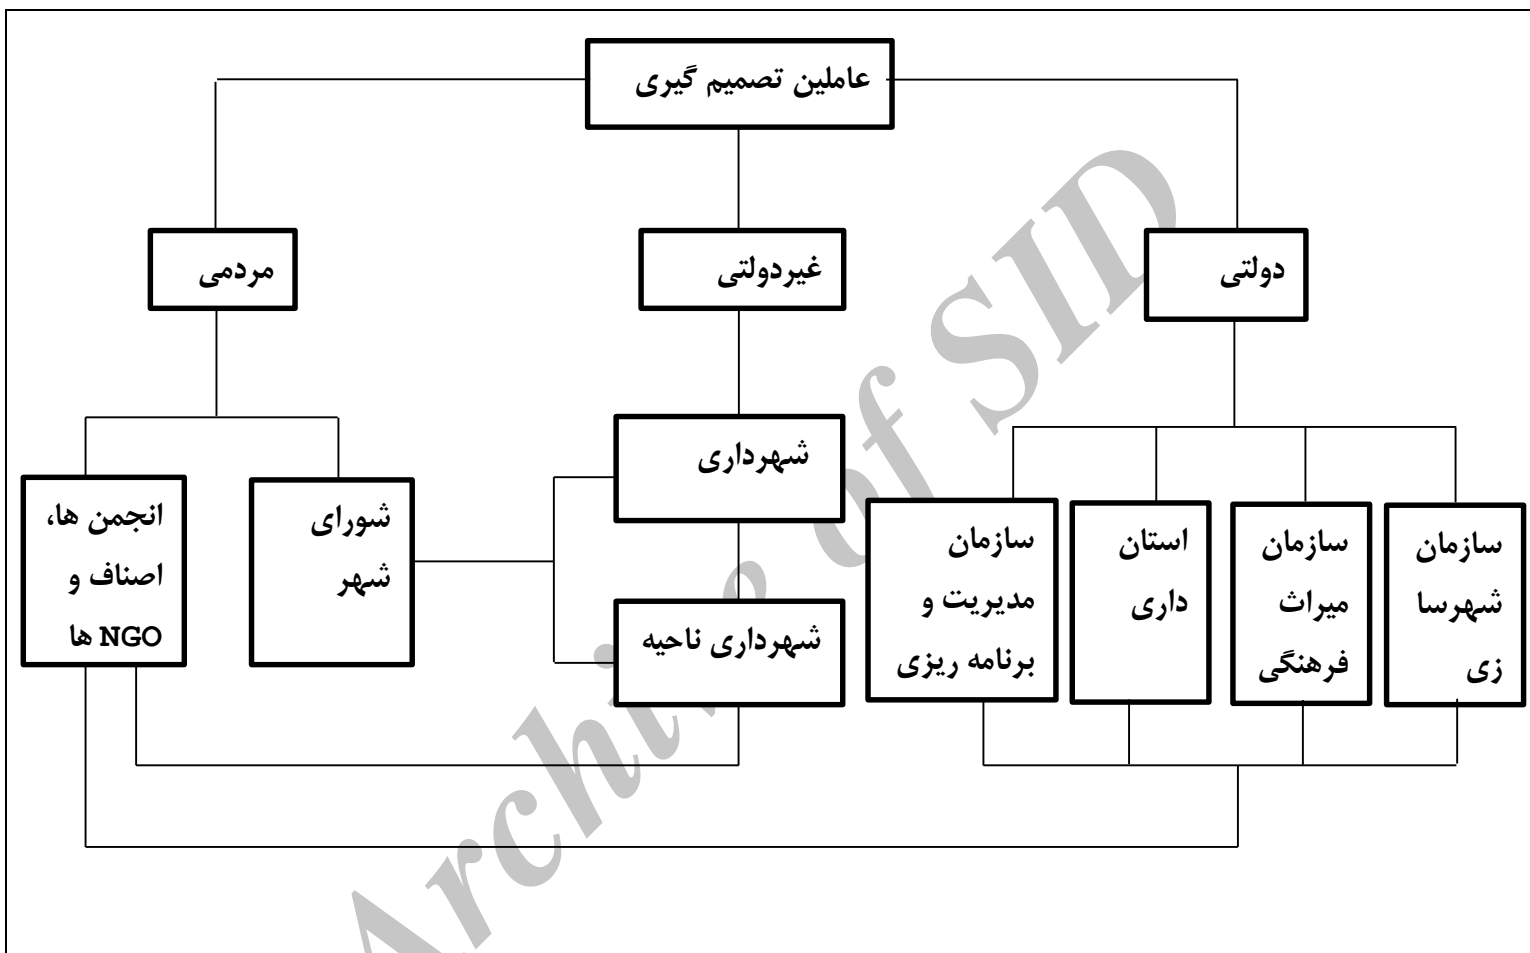 عاملین تصمیم گیری
دولتی
غیردولتی
مردمی
سازمان
شهرسا
زی
سازمان
میراث
فرهنگی
استان
داری
سازمان
مدیریت و
برنامه ریزی
شهرداری
شهرداری ناحیه
شورای
شهر
انجمن ها،
اصناف و
NGO ها
Archive of SID